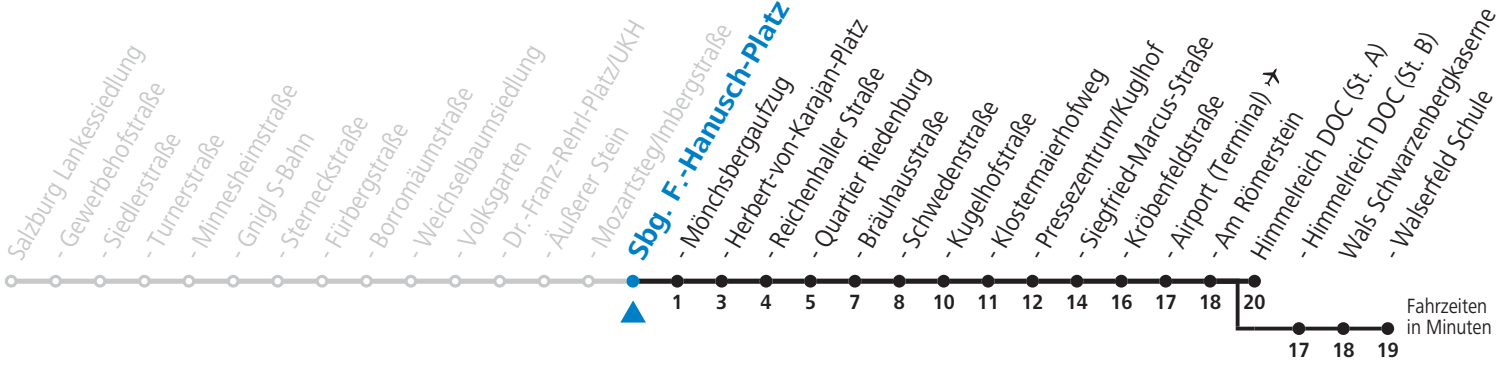 Salzburg Lankessiedlung
- Gewerbehofstraße
- Siedlerstraße
- Turnerstraße
- Minnesheimstraße
- Gnigl S-Bahn
- Sterneckstraße
- Fürbergstraße
- Borromäumstraße
- Weichselbaumsiedlung
- Volksgarten
- Dr.-Franz-Rehrl-Platz/UKH
- Äußerer Stein
- Mozartsteg/Imbergstraße
Sbg. F.-Hanusch-Platz
- Mönchsbergaufzug
- Herbert-von-Karajan-Platz
- Reichenhaller Straße
- Quartier Riedenburg
- Bräuhausstraße
- Schwedenstraße
- Kugelhofstraße
- Klostermaierhofweg
- Pressezentrum/Kuglhof
- Siegfried-Marcus-Straße
- Kröbenfeldstraße
- Airport (Terminal)
- Am Römerstein
Himmelreich DOC (St. A)
- Himmelreich DOC (St. B)
Wals Schwarzenbergkaserne
- Walserfeld Schule
1 3 4 5 7 8 10 11 12 14 16 17 18 20
Fahrzeiten
in Minuten
17 18 19